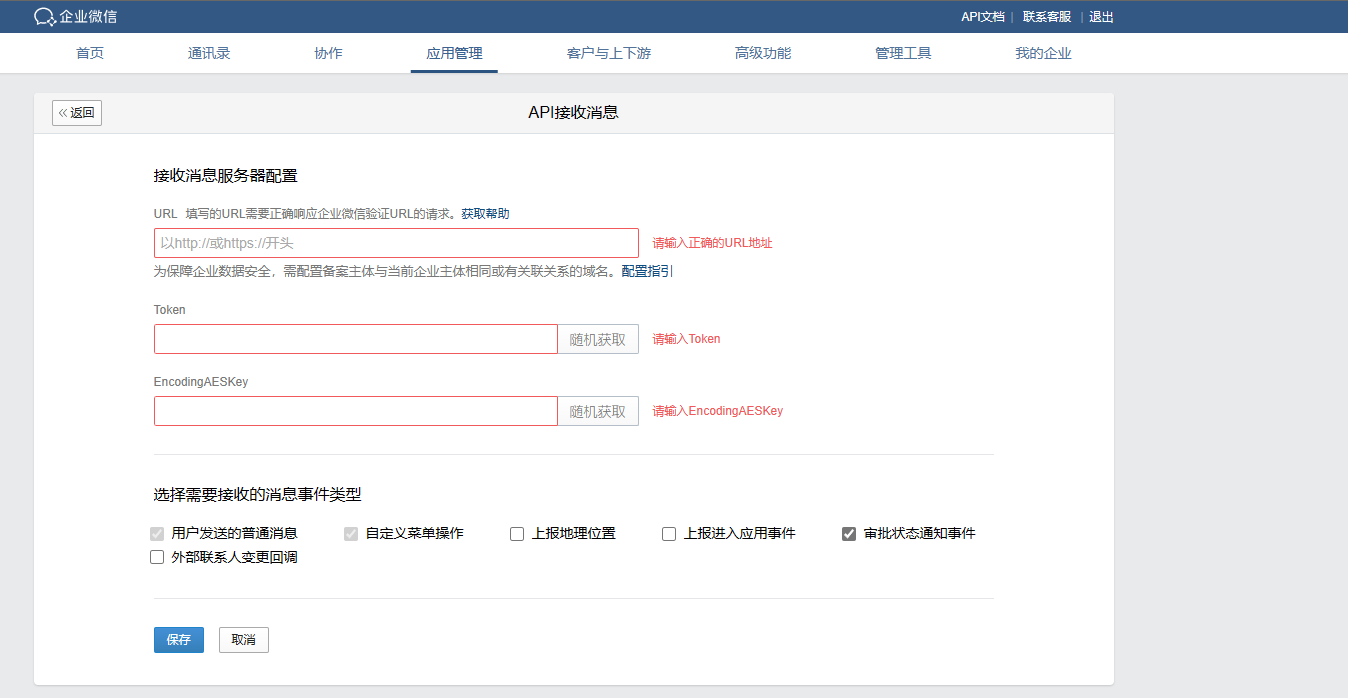 企业微信
API文档 | 联系客服 | 退出
首页 通讯录 协作 应用管理 客户与上下游 高级功能 管理工具 我的企业
«返回
API接收消息
接收消息服务器配置
URL 填写的URL需要正确响应企业微信验证URL的请求。获取帮助
以http://或https://开头 请输入正确的URL地址
为保障企业数据安全，需配置备案主体与当前企业主体相同或有关联关系的域名。配置指引
Token
随机获取 请输入Token
EncodingAESKey
随机获取 请输入EncodingAESKey
选择需要接收的消息事件类型
用户发送的普通消息 自定义菜单操作 上报地理位置 上报进入应用事件 审批状态通知事件
外部联系人变更回调
保存 取消